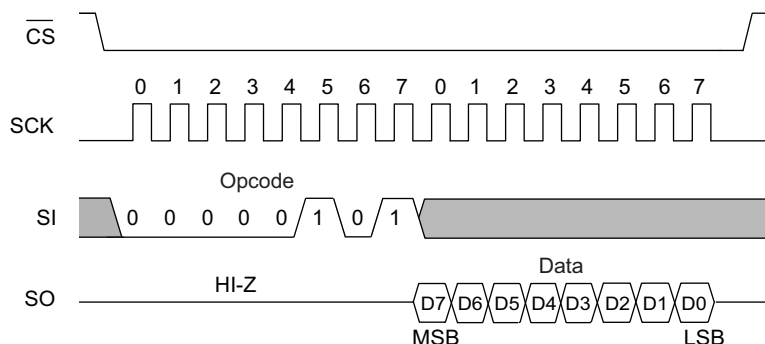 CS
0 1 2 3 4 5 6 7 0 1 2 3 4 5 6 7
SCK
Opcode
SI 0 0 0 0 0 1 0 1
Data
HI-Z
SO D7 D6 D5 D4 D3 D2 D1 D0
MSB LSB